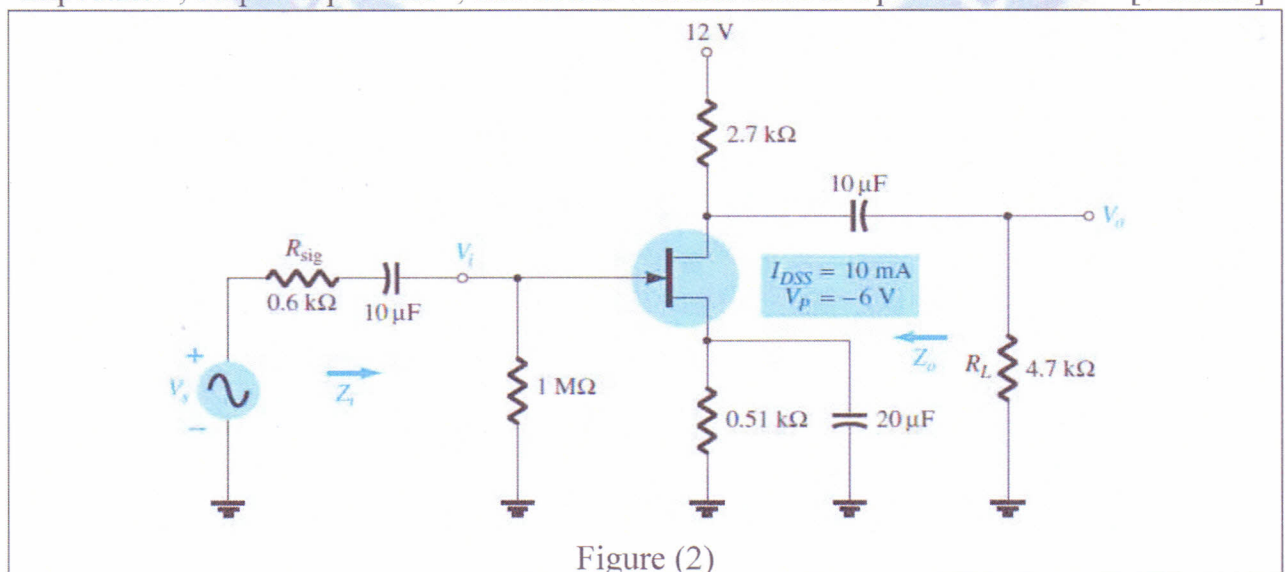 12 V
2.7 kΩ
10 µF
V_o
R_sig
0.6 kΩ
10 µF
V_i
I_DSS = 10 mA
V_P = −6 V
+
V_s
−
Z_i
1 MΩ
0.51 kΩ
20 µF
Z_o
R_L
4.7 kΩ
Figure (2)